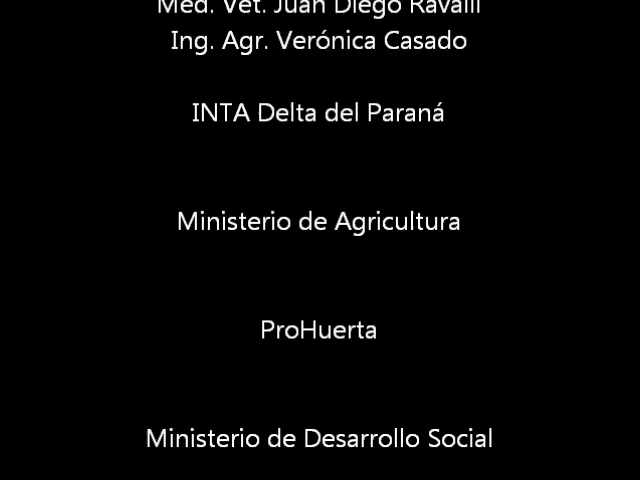 Med. Vet. Juan Diego Ravalli
Ing. Agr. Verónica Casado
INTA Delta del Paraná
Ministerio de Agricultura
ProHuerta
Ministerio de Desarrollo Social